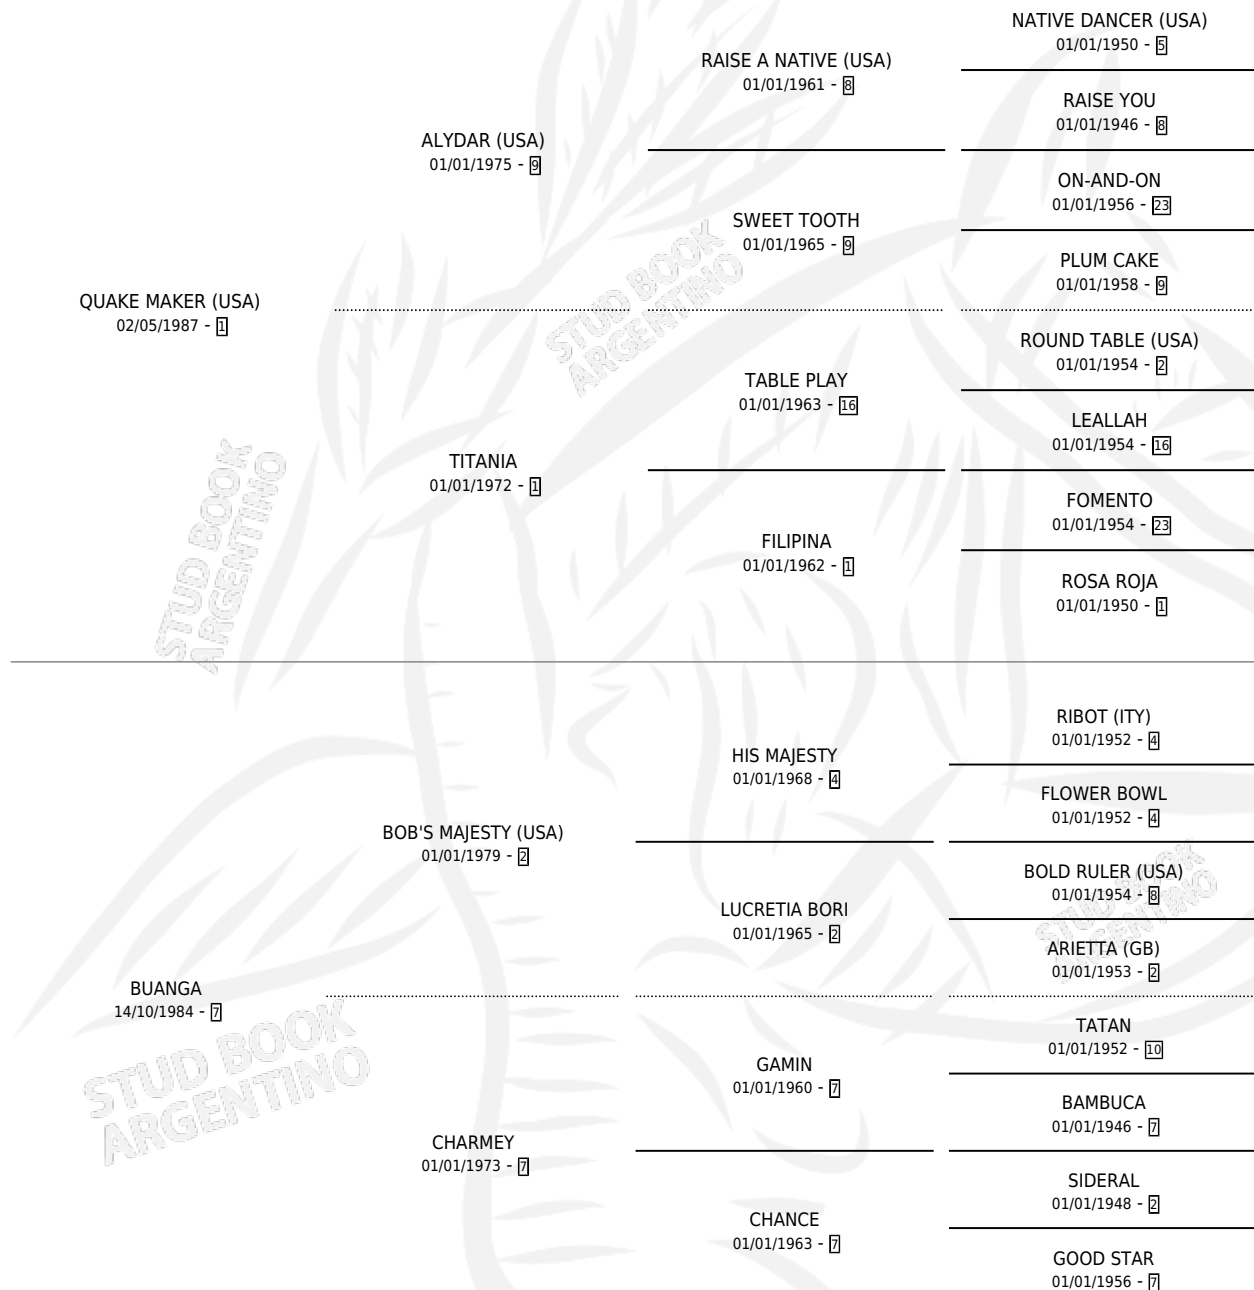 NATIVE DANCER (USA)
01/01/1950 - 5
RAISE A NATIVE (USA)
01/01/1961 - 8
RAISE YOU
01/01/1946 - 8
ALYDAR (USA)
01/01/1975 - 9
ON-AND-ON
01/01/1956 - 23
SWEET TOOTH
01/01/1965 - 9
PLUM CAKE
01/01/1958 - 9
QUAKE MAKER (USA)
02/05/1987 - 1
ROUND TABLE (USA)
01/01/1954 - 2
TABLE PLAY
01/01/1963 - 16
LEALLAH
01/01/1954 - 16
TITANIA
01/01/1972 - 1
FOMENTO
01/01/1954 - 23
FILIPINA
01/01/1962 - 1
ROSA ROJA
01/01/1950 - 1
STUD BOOK
ARGENTINO
STUD BOOK
ARGENTINO
RIBOT (ITY)
01/01/1952 - 4
HIS MAJESTY
01/01/1968 - 4
FLOWER BOWL
01/01/1952 - 4
BOB'S MAJESTY (USA)
01/01/1979 - 2
BOLD RULER (USA)
01/01/1954 - 8
LUCRETIA BORI
01/01/1965 - 2
ARIETTA (GB)
01/01/1953 - 2
STUD BOOK
ARGENTINO
BUANGA
14/10/1984 - 7
TATAN
01/01/1952 - 10
GAMIN
01/01/1960 - 7
BAMBUCA
01/01/1946 - 7
CHARMEY
01/01/1973 - 7
SIDERAL
01/01/1948 - 2
CHANCE
01/01/1963 - 7
GOOD STAR
01/01/1956 - 7
STUD BOOK
ARGENTINO